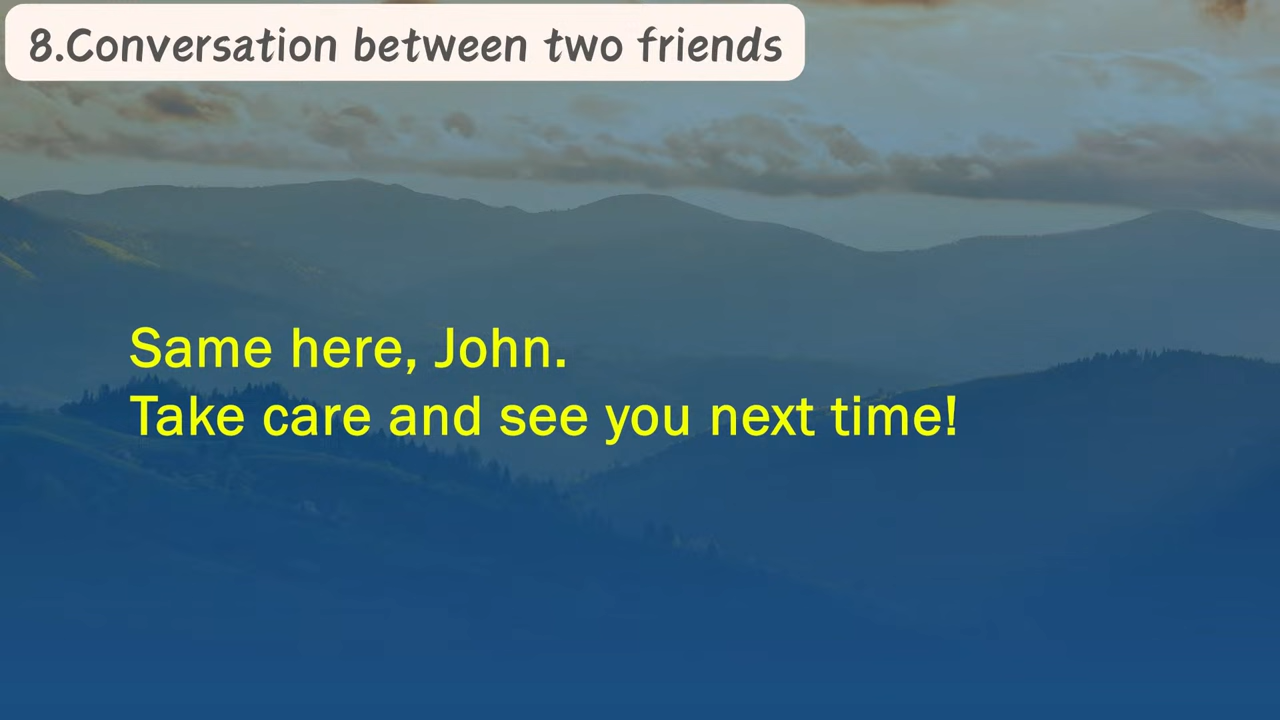 8.Conversation between two friends
Same here, John.
Take care and see you next time!